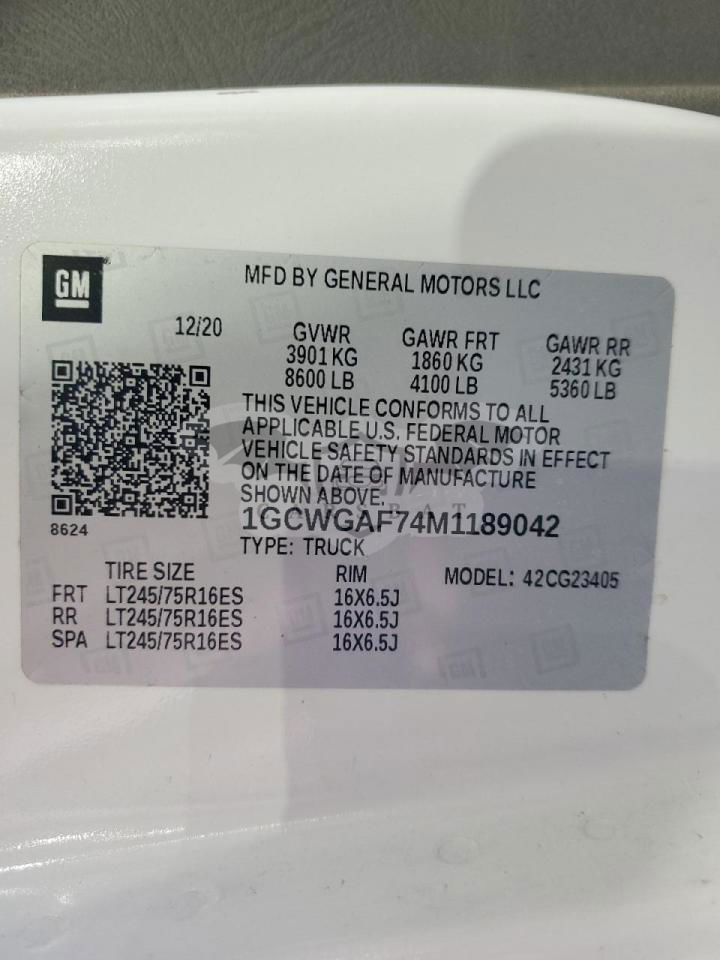 GM
MFD BY GENERAL MOTORS LLC
12/20
GVWR GAWR FRT GAWR RR
3901 KG 1860 KG 2431 KG
8600 LB 4100 LB 5360 LB
THIS VEHICLE CONFORMS TO ALL
APPLICABLE U.S. FEDERAL MOTOR
VEHICLE SAFETY STANDARDS IN EFFECT
ON THE DATE OF MANUFACTURE
SHOWN ABOVE.
8624
1GCWGAF74M1189042
TYPE: TRUCK
TIRE SIZE RIM MODEL: 42CG23405
FRT LT245/75R16ES 16X6.5J
RR LT245/75R16ES 16X6.5J
SPA LT245/75R16ES 16X6.5J